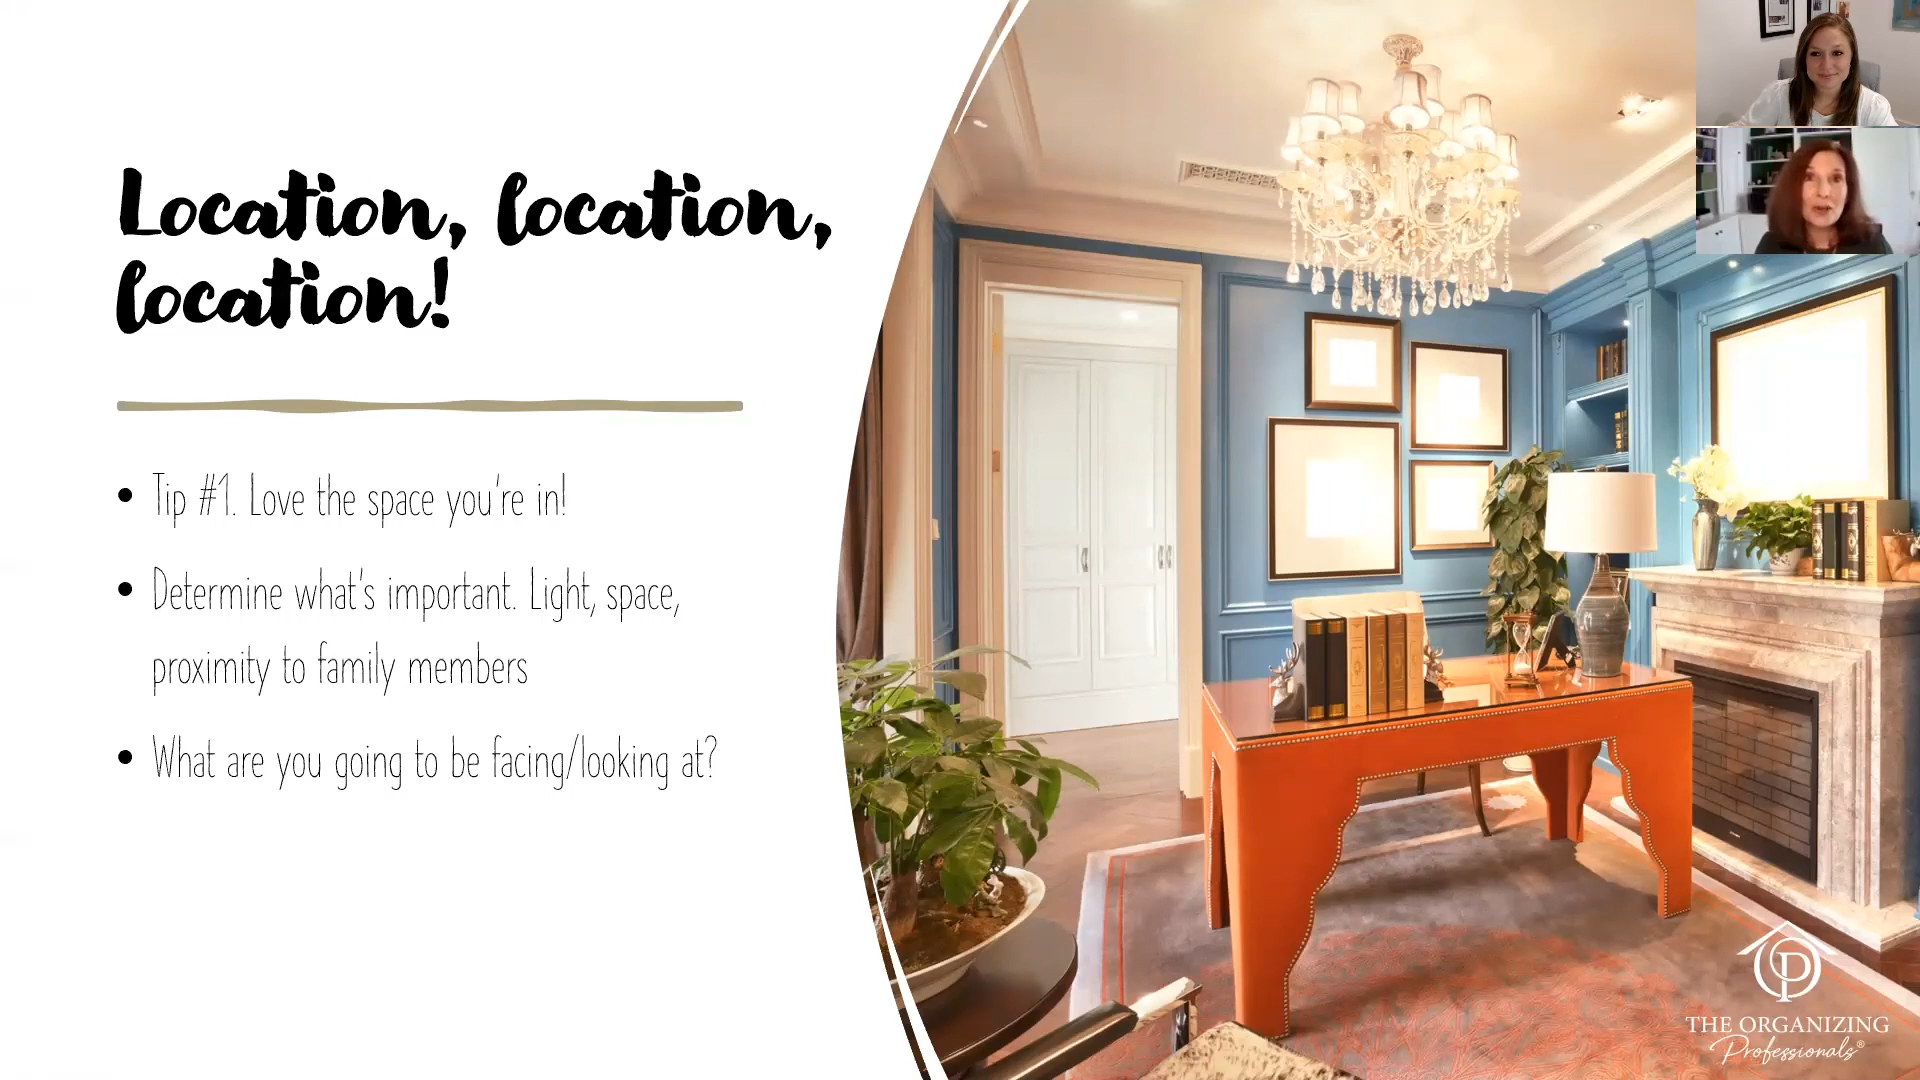 Location, location,
location!
• Tip #1. Love the space you're in!
• Determine what's important. Light, space,
proximity to family members
• What are you going to be facing/looking at?
OP
THE ORGANIZING
Professionals®